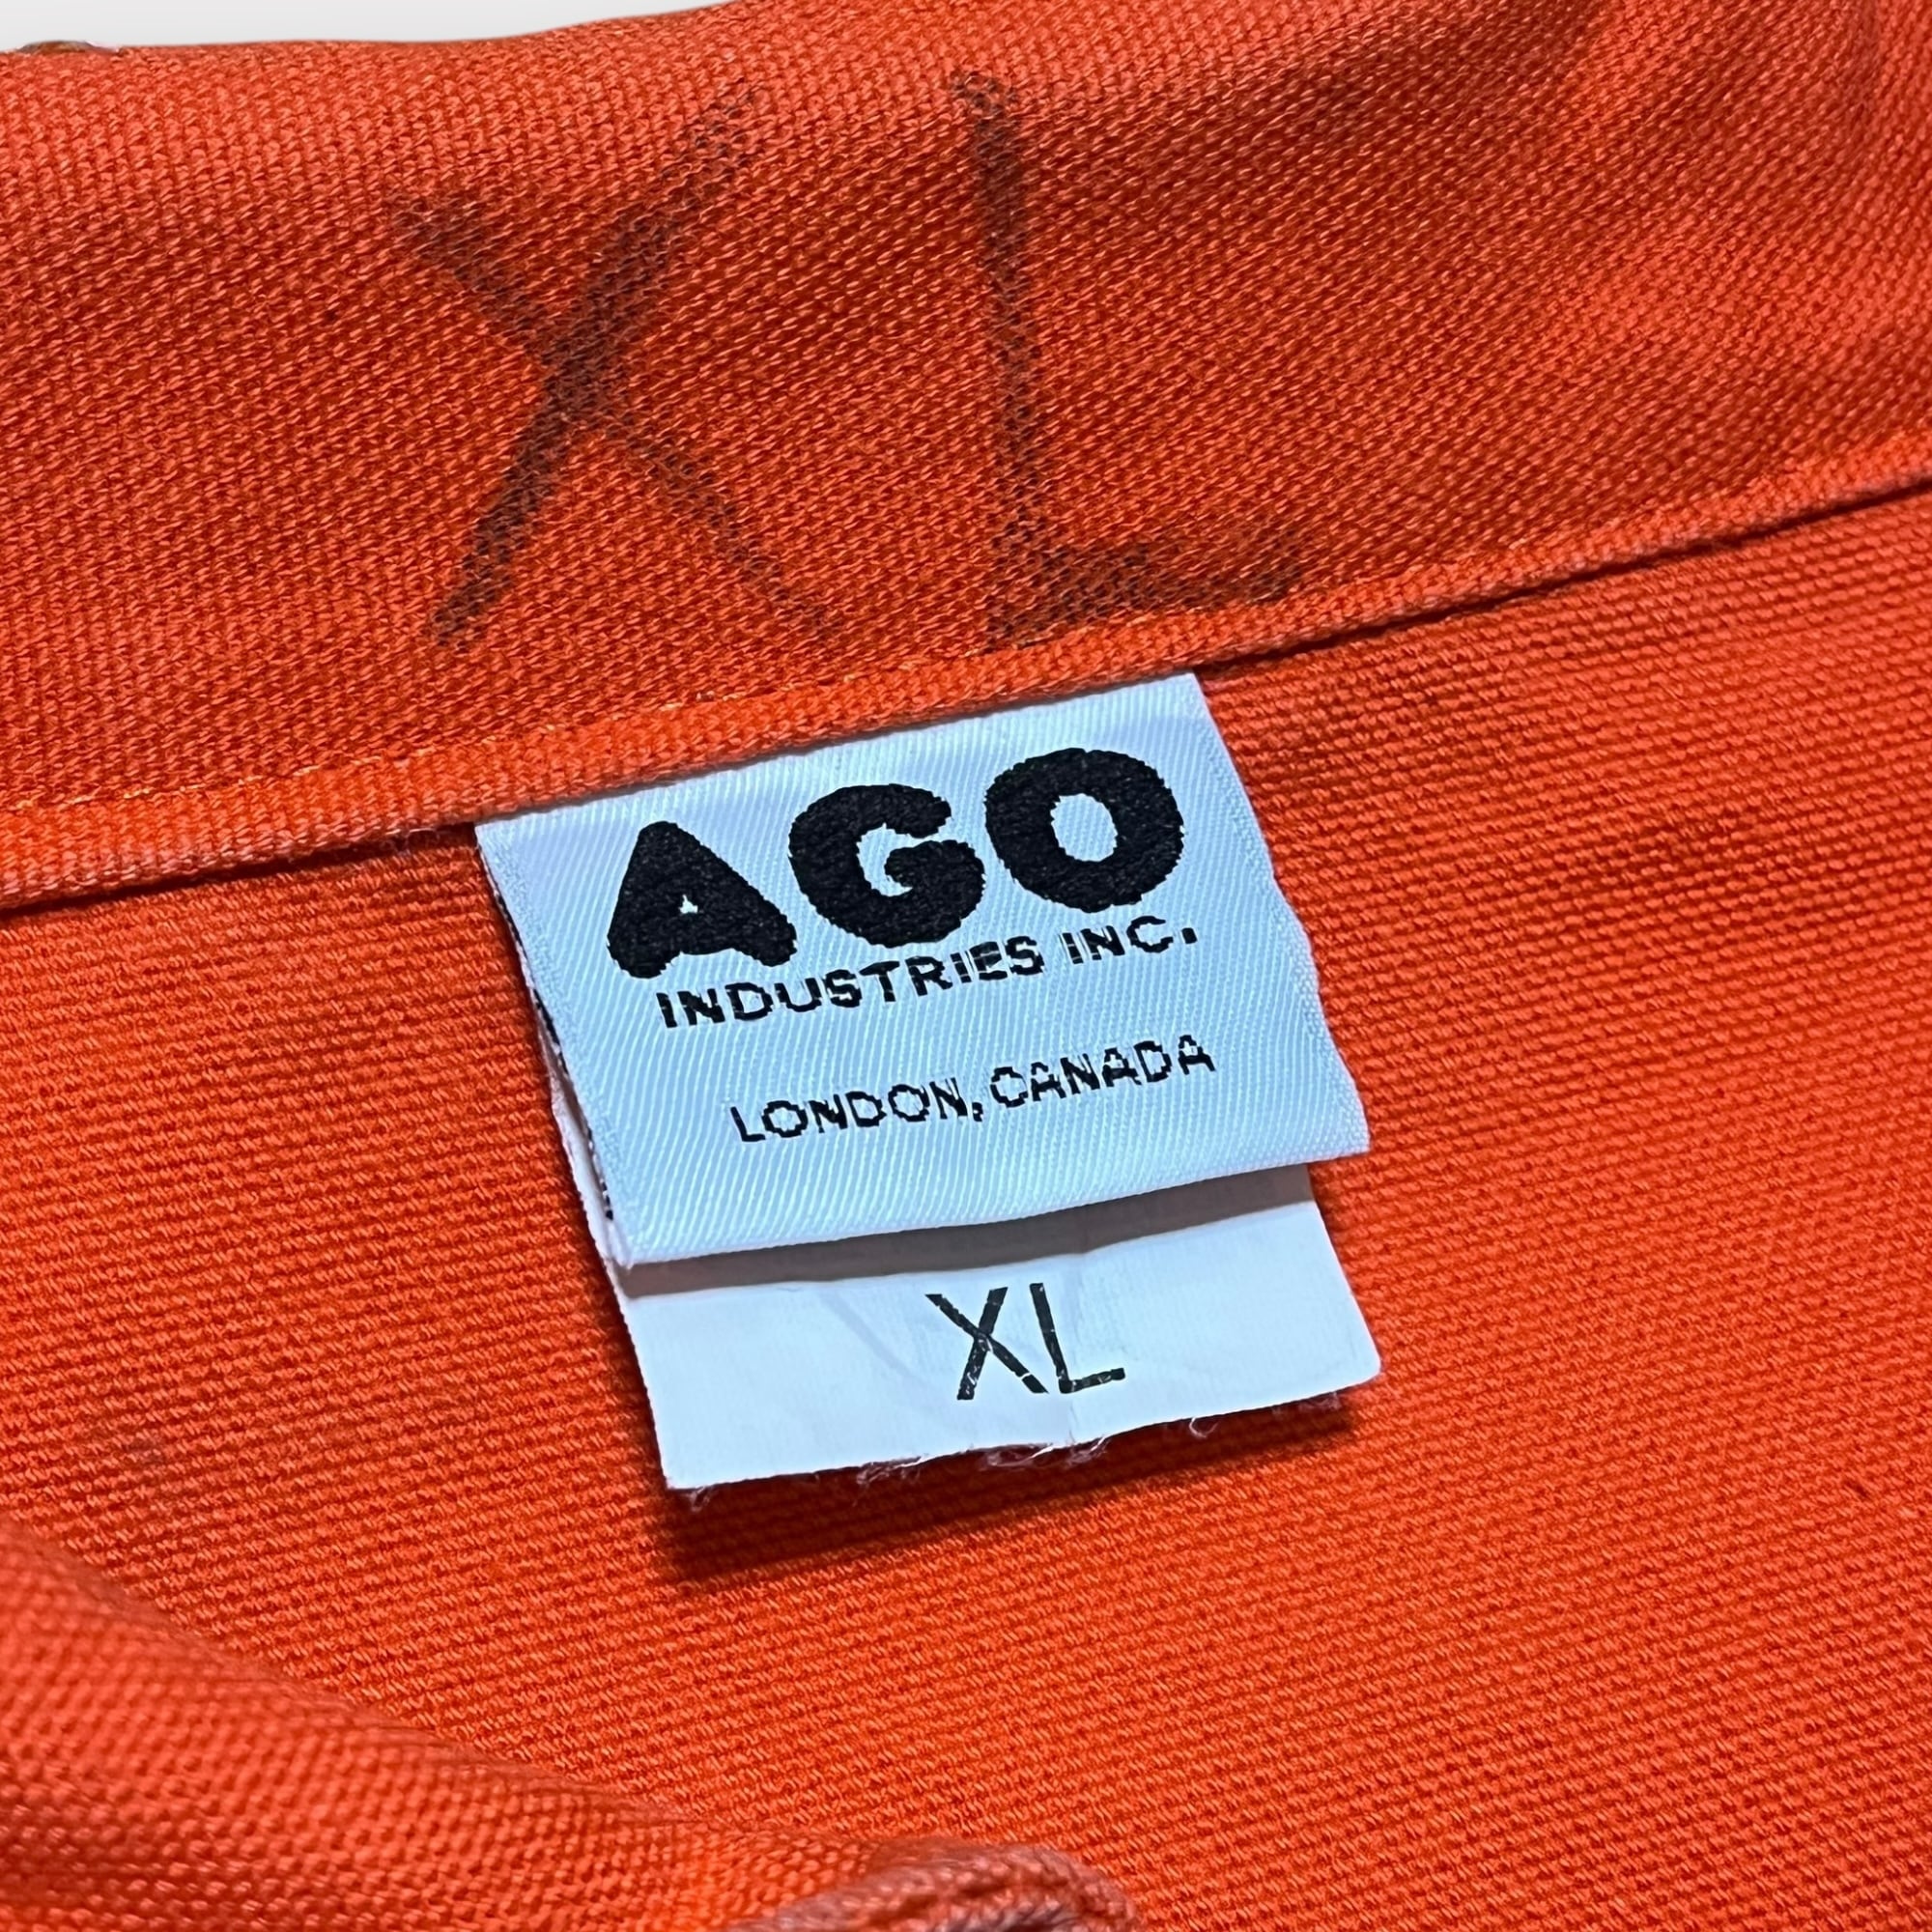 XL
AGO
INDUSTRIES INC.
LONDON, CANADA
XL